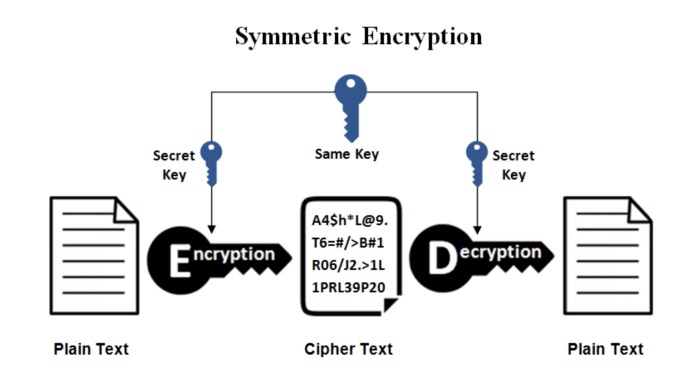 Symmetric Encryption
Secret
Key
Same Key
Secret
Key
Encryption
A4$h*L@9.
T6=#/>B#1
R06/J2.>1L
1PRL39P20
Decryption
Plain Text
Cipher Text
Plain Text